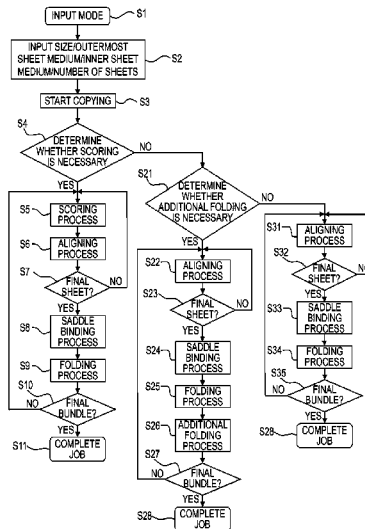 INPUT MODE
S1
INPUT SIZE/OUTERMOST
SHEET MEDIUM/INNER SHEET
MEDIUM/NUMBER OF SHEETS
S2
START COPYING
S3
S4
DETERMINE
WHETHER SCORING
IS NECESSARY
NO
YES
S5
SCORING
PROCESS
S6
ALIGNING
PROCESS
S7
FINAL
SHEET?
NO
YES
S8
SADDLE
BINDING
PROCESS
S9
FOLDING
PROCESS
S10
FINAL
BUNDLE?
NO
YES
S11
COMPLETE
JOB
S21
DETERMINE
WHETHER
ADDITIONAL FOLDING
IS NECESSARY
NO
YES
S22
ALIGNING
PROCESS
S23
FINAL
SHEET?
NO
YES
S24
SADDLE
BINDING
PROCESS
S25
FOLDING
PROCESS
S26
ADDITIONAL
FOLDING
PROCESS
S27
FINAL
BUNDLE?
NO
YES
S28
COMPLETE
JOB
S31
ALIGNING
PROCESS
S32
FINAL
SHEET?
NO
YES
S33
SADDLE
BINDING
PROCESS
S34
FOLDING
PROCESS
S35
FINAL
BUNDLE?
NO
YES
S28
COMPLETE
JOB